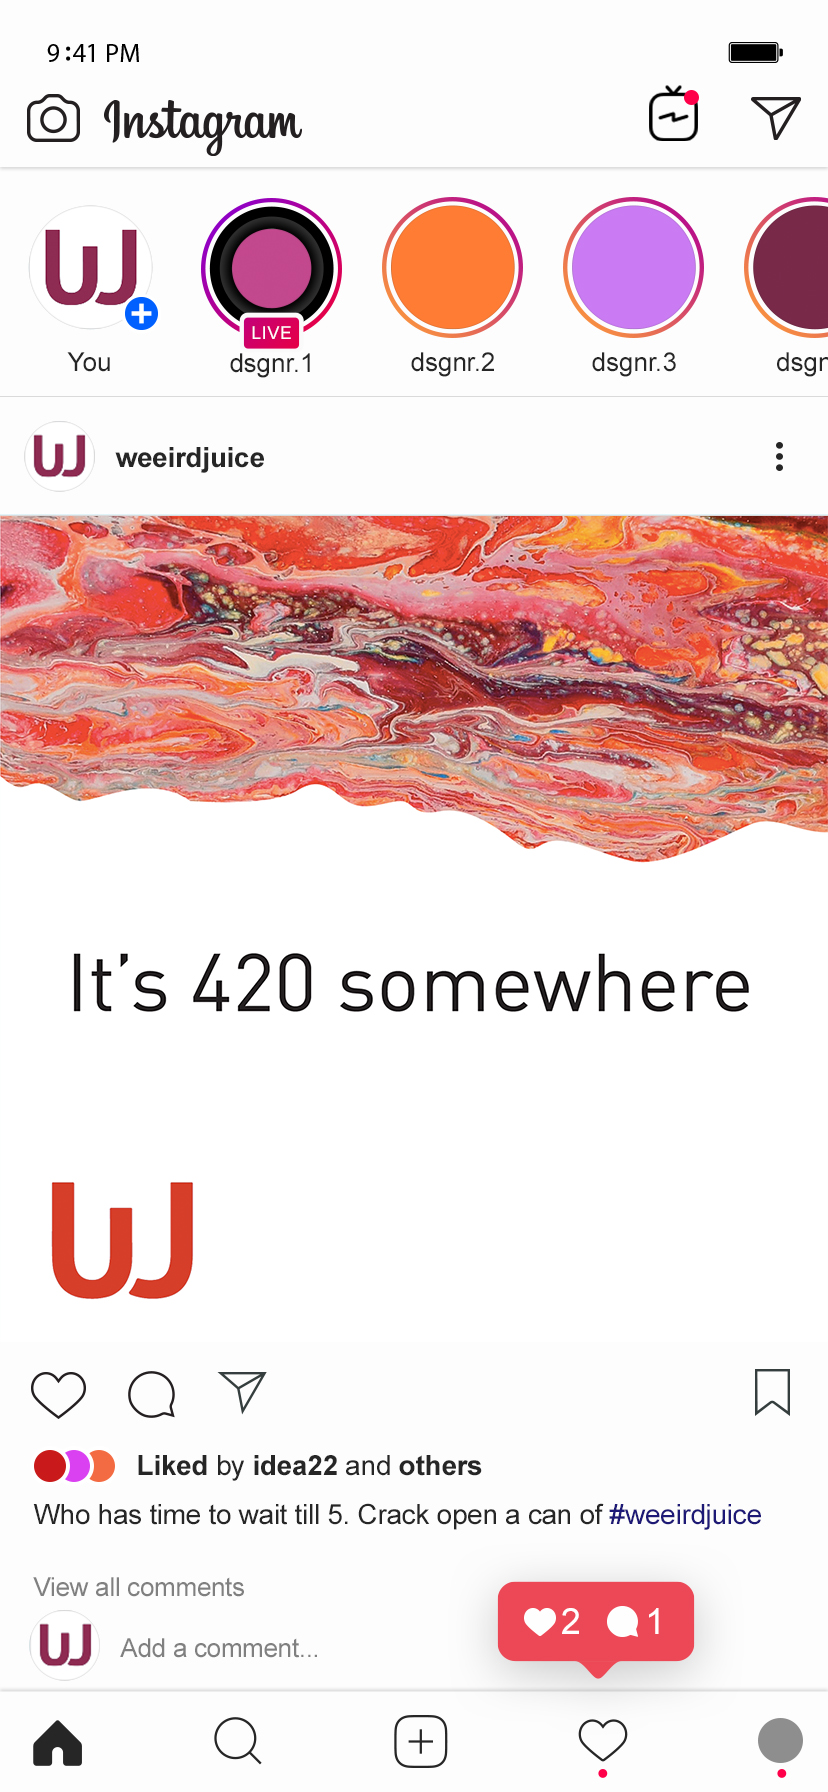 9:41 PM
Instagram
WJ
LIVE
You
dsgnr.1
dsgnr.2
dsgnr.3
dsgr
WJ
weeirdjuice
It’s 420 somewhere
WJ
Liked by idea22 and others
Who has time to wait till 5. Crack open a can of #weeirdjuice
View all comments
WJ
Add a comment...
2 1